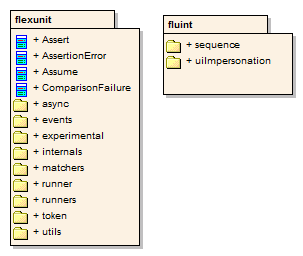 flexunit
+ Assert
+ AssertionError
+ Assume
+ ComparisonFailure
+ async
+ events
+ experimental
+ internals
+ matchers
+ runner
+ runners
+ token
+ utils
fluint
+ sequence
+ uiImpersonation